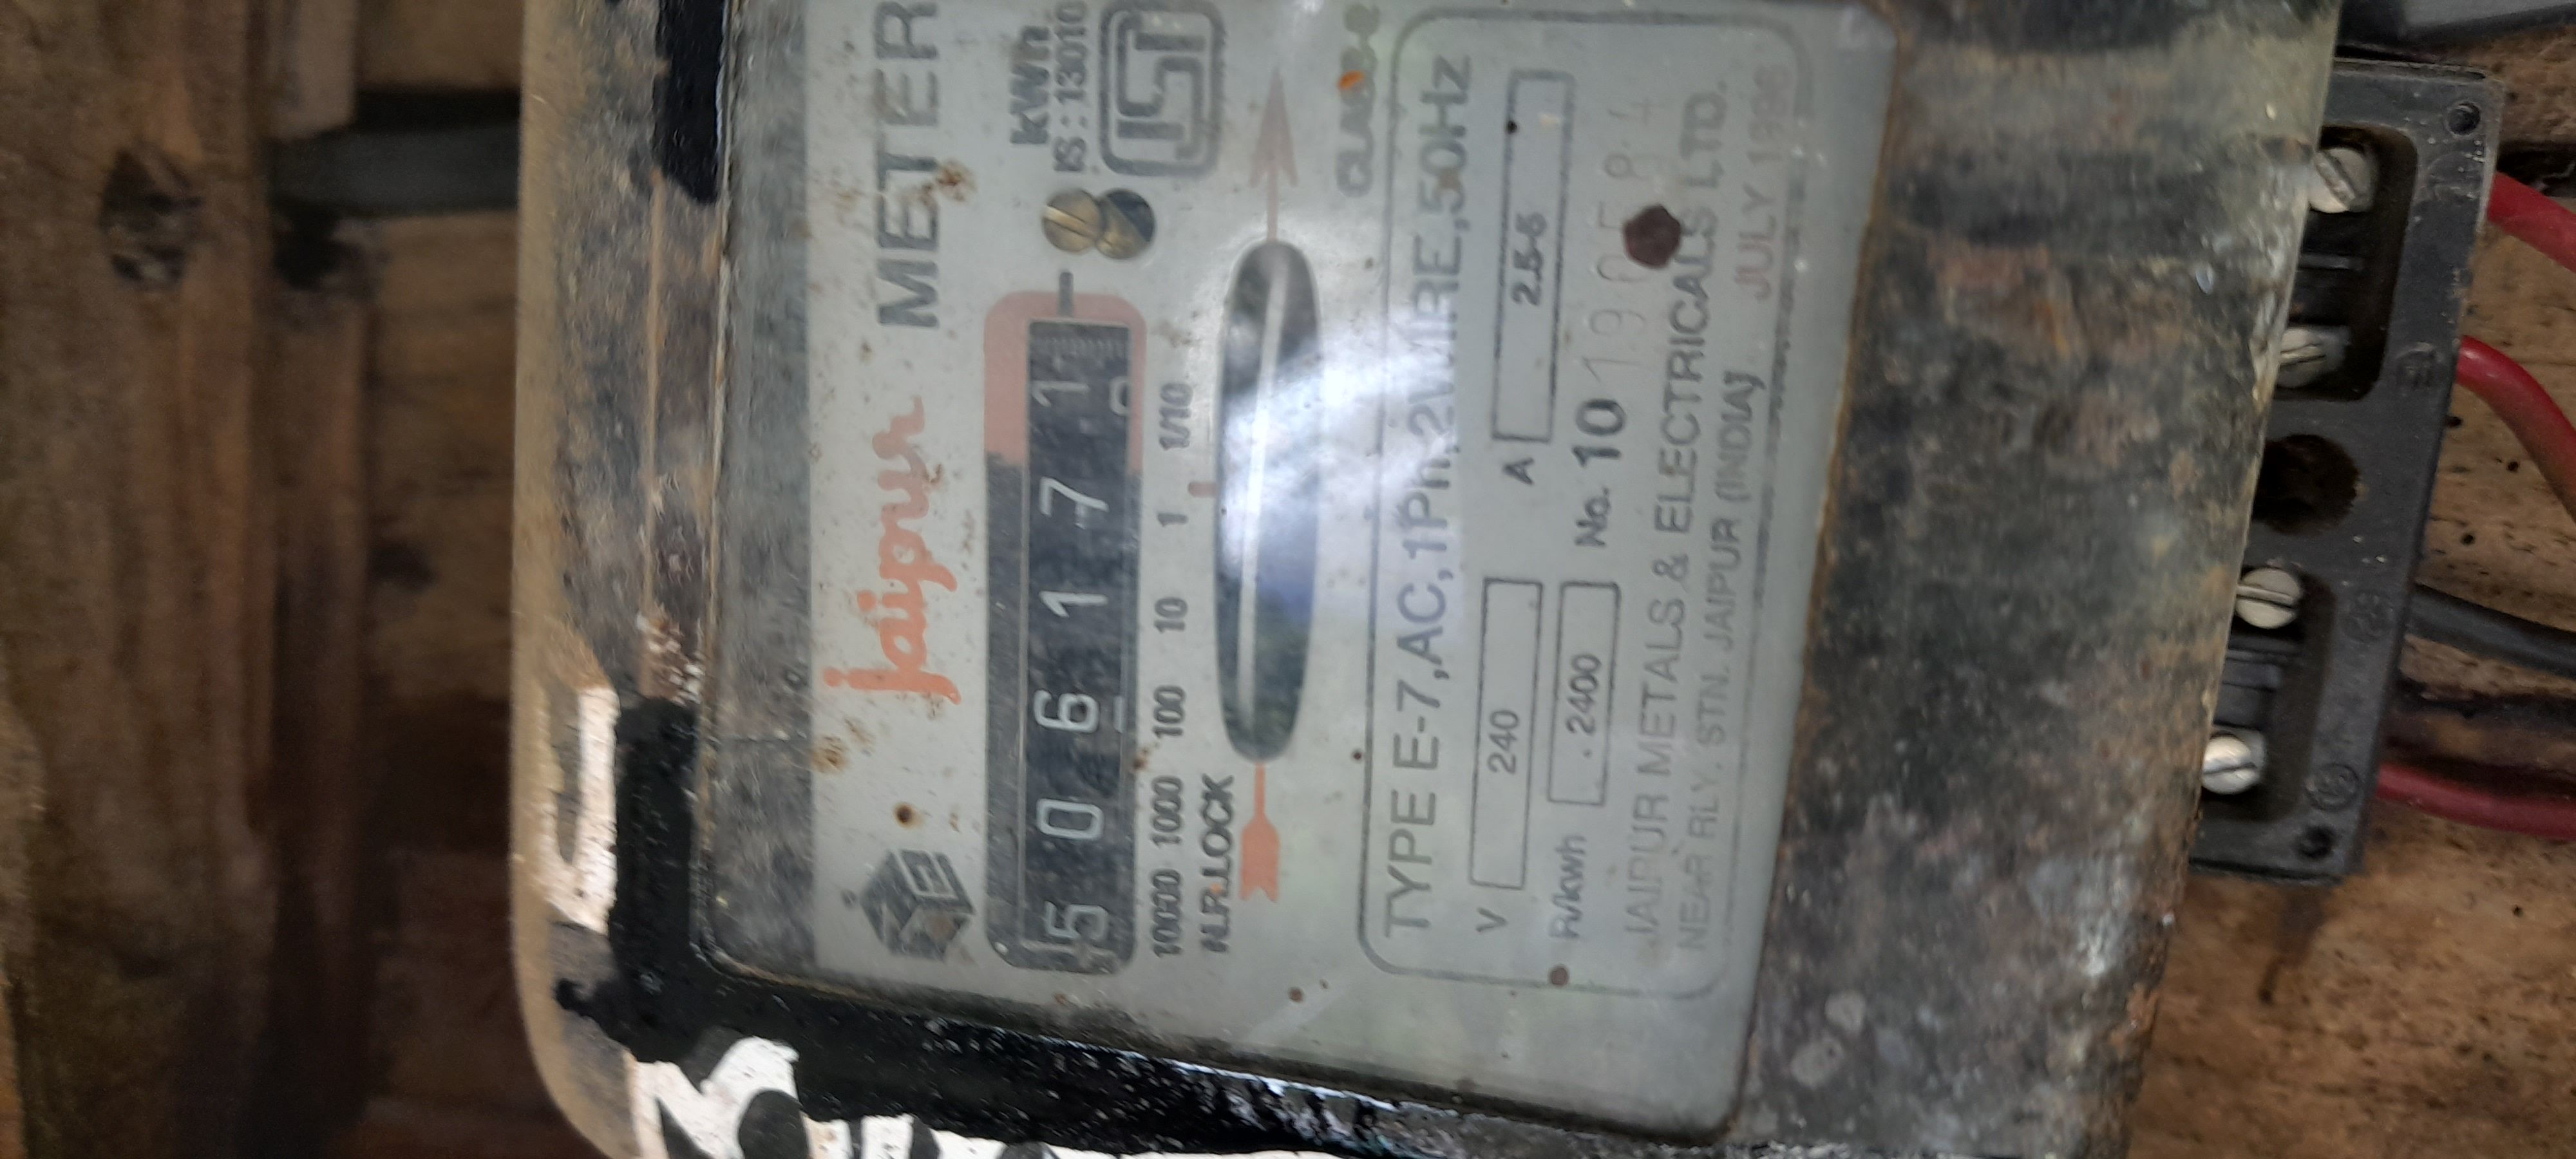 jaipur METER
kWh
IS:13010
ISI
5 0 6 1 7 1
10000 1000 100 10 1 1/10
N.R.LOCK
TYPE E-7,AC,1Ph,2WIRE,50HZ
V 240 A 2.5-5
R/kwh 2400 No. 10
JAIPUR METALS & ELECTRICALS LTD.
NEAR RLY. STN. JAIPUR (INDIA) JULY